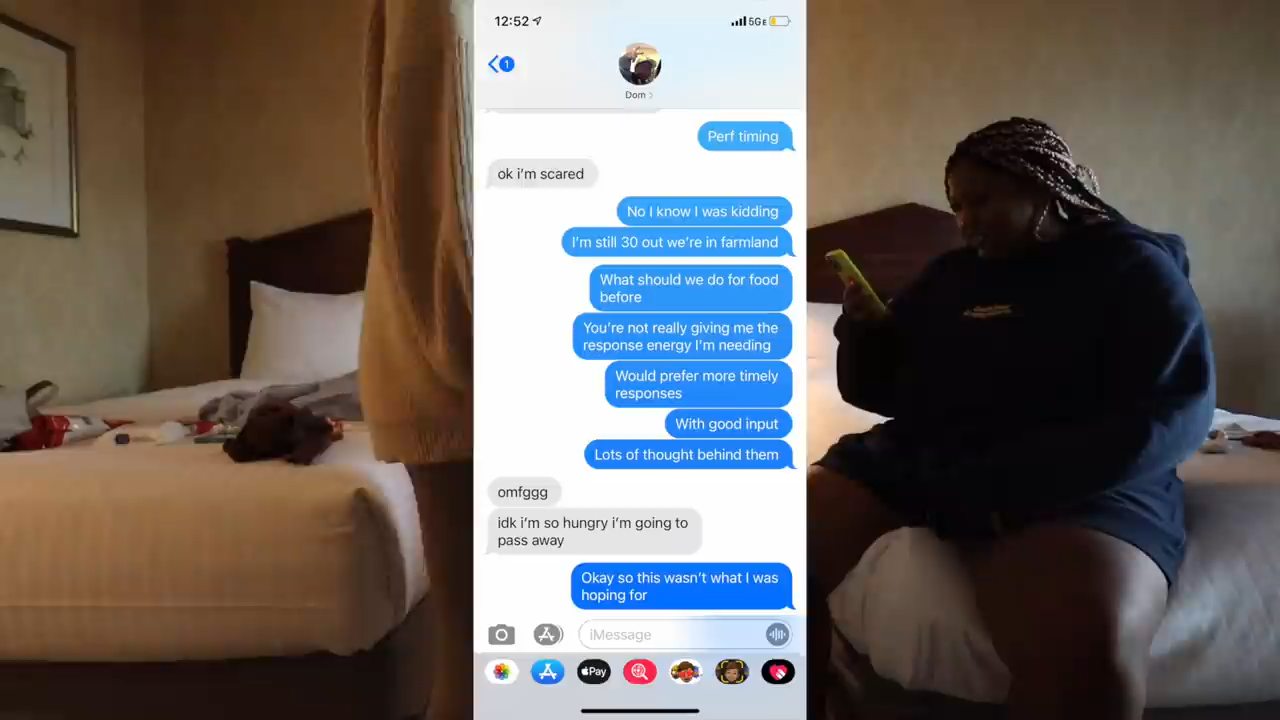 12:52
5GE
1
Dom
Perf timing
ok i'm scared
No I know I was kidding
I'm still 30 out we're in farmland
What should we do for food
before
You're not really giving me the
response energy I'm needing
Would prefer more timely
responses
With good input
Lots of thought behind them
omfggg
idk i'm so hungry i'm going to
pass away
Okay so this wasn't what I was
hoping for
iMessage
Pay